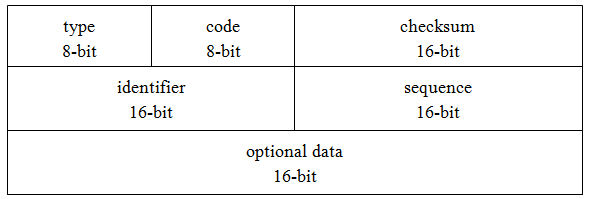 type code checksum
8-bit 8-bit 16-bit
identifier sequence
16-bit 16-bit
optional data
16-bit